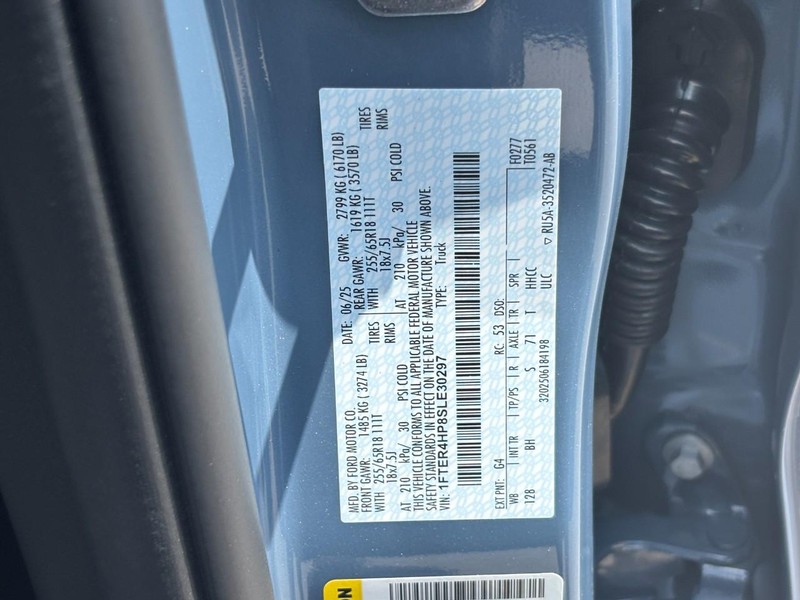 MFD. BY FORD MOTOR CO.
DATE: 06/25 GVWR: 2799 KG ( 6170 LB)
FRONT GAWR: 1485 KG ( 3274 LB) REAR GAWR: 1619 KG ( 3570 LB)
WITH 255/65R18 111T TIRES WITH 255/65R18 111T TIRES
18x7.5J RIMS 18x7.5J RIMS
AT 210 kPa/ 30 PSI COLD AT 210 kPa/ 30 PSI COLD
THIS VEHICLE CONFORMS TO ALL APPLICABLE FEDERAL MOTOR VEHICLE
SAFETY STANDARDS IN EFFECT ON THE DATE OF MANUFACTURE SHOWN ABOVE.
VIN: 1FTER4HP8SLE30297 TYPE: Truck
F0277
EXT PNT: G4 RC: 53 DSO: T0561
WB INT TR TP/PS R AXLE TR SPR
128 BH S 71 T HHCC
3202506184198 ULC ▽ RU5A-3520472-AB
ON